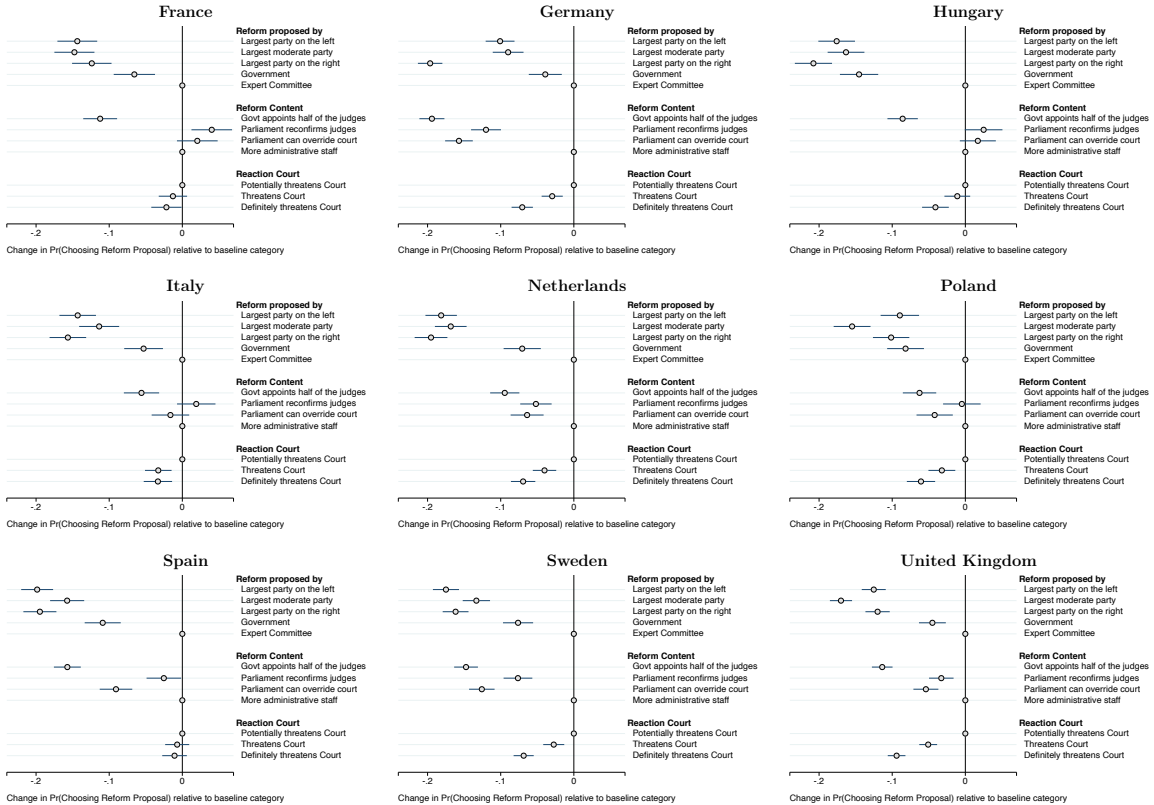 France
Reform proposed by
Largest party on the left
Largest moderate party
Largest party on the right
Government
Expert Committee
Reform Content
Govt appoints half of the judges
Parliament reconfirms judges
Parliament can override court
More administrative staff
Reaction Court
Potentially threatens Court
Threatens Court
Definitely threatens Court
-.2 -.1 0
Change in Pr(Choosing Reform Proposal) relative to baseline category
Germany
Reform proposed by
Largest party on the left
Largest moderate party
Largest party on the right
Government
Expert Committee
Reform Content
Govt appoints half of the judges
Parliament reconfirms judges
Parliament can override court
More administrative staff
Reaction Court
Potentially threatens Court
Threatens Court
Definitely threatens Court
-.2 -.1 0
Change in Pr(Choosing Reform Proposal) relative to baseline category
Hungary
Reform proposed by
Largest party on the left
Largest moderate party
Largest party on the right
Government
Expert Committee
Reform Content
Govt appoints half of the judges
Parliament reconfirms judges
Parliament can override court
More administrative staff
Reaction Court
Potentially threatens Court
Threatens Court
Definitely threatens Court
-.2 -.1 0
Change in Pr(Choosing Reform Proposal) relative to baseline category
Italy
Reform proposed by
Largest party on the left
Largest moderate party
Largest party on the right
Government
Expert Committee
Reform Content
Govt appoints half of the judges
Parliament reconfirms judges
Parliament can override court
More administrative staff
Reaction Court
Potentially threatens Court
Threatens Court
Definitely threatens Court
-.2 -.1 0
Change in Pr(Choosing Reform Proposal) relative to baseline category
Netherlands
Reform proposed by
Largest party on the left
Largest moderate party
Largest party on the right
Government
Expert Committee
Reform Content
Govt appoints half of the judges
Parliament reconfirms judges
Parliament can override court
More administrative staff
Reaction Court
Potentially threatens Court
Threatens Court
Definitely threatens Court
-.2 -.1 0
Change in Pr(Choosing Reform Proposal) relative to baseline category
Poland
Reform proposed by
Largest party on the left
Largest moderate party
Largest party on the right
Government
Expert Committee
Reform Content
Govt appoints half of the judges
Parliament reconfirms judges
Parliament can override court
More administrative staff
Reaction Court
Potentially threatens Court
Threatens Court
Definitely threatens Court
-.2 -.1 0
Change in Pr(Choosing Reform Proposal) relative to baseline category
Spain
Reform proposed by
Largest party on the left
Largest moderate party
Largest party on the right
Government
Expert Committee
Reform Content
Govt appoints half of the judges
Parliament reconfirms judges
Parliament can override court
More administrative staff
Reaction Court
Potentially threatens Court
Threatens Court
Definitely threatens Court
-.2 -.1 0
Change in Pr(Choosing Reform Proposal) relative to baseline category
Sweden
Reform proposed by
Largest party on the left
Largest moderate party
Largest party on the right
Government
Expert Committee
Reform Content
Govt appoints half of the judges
Parliament reconfirms judges
Parliament can override court
More administrative staff
Reaction Court
Potentially threatens Court
Threatens Court
Definitely threatens Court
-.2 -.1 0
Change in Pr(Choosing Reform Proposal) relative to baseline category
United Kingdom
Reform proposed by
Largest party on the left
Largest moderate party
Largest party on the right
Government
Expert Committee
Reform Content
Govt appoints half of the judges
Parliament reconfirms judges
Parliament can override court
More administrative staff
Reaction Court
Potentially threatens Court
Threatens Court
Definitely threatens Court
-.2 -.1 0
Change in Pr(Choosing Reform Proposal) relative to baseline category